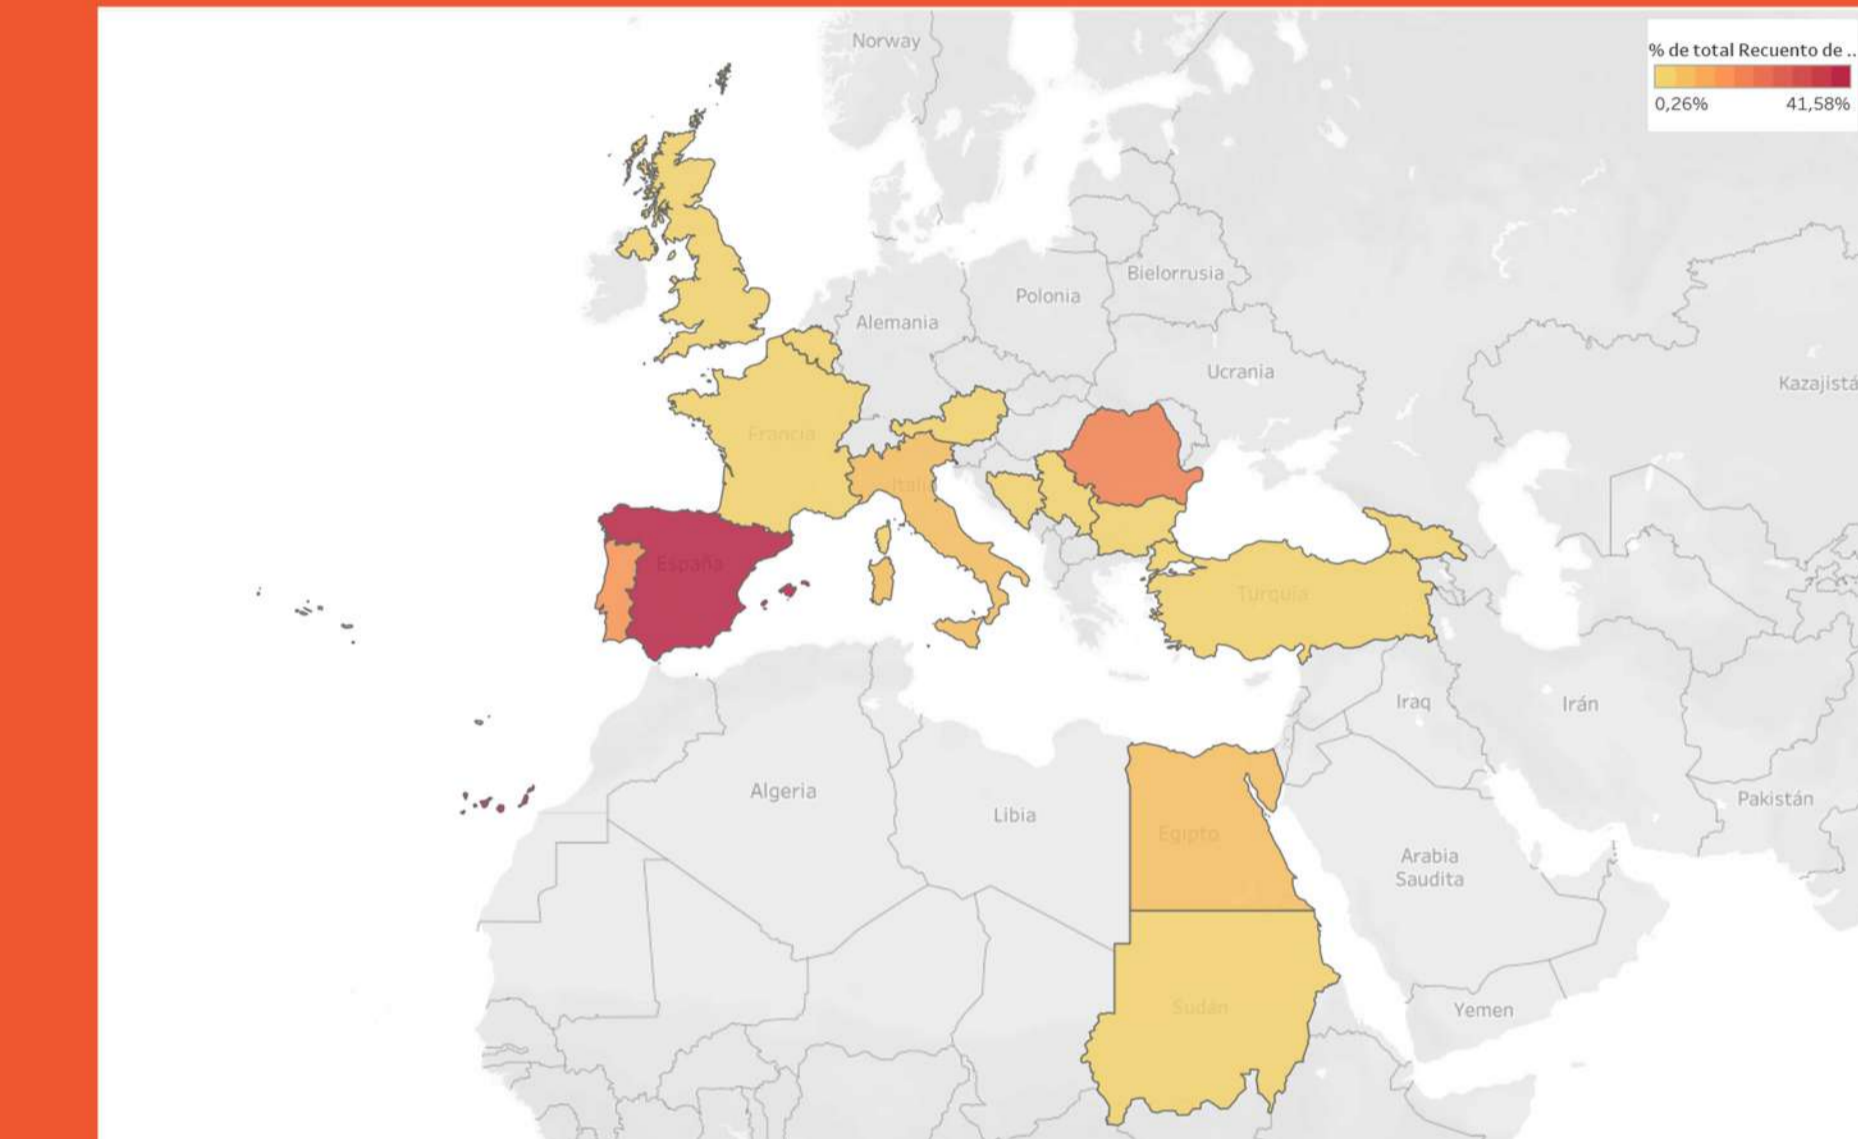 Norway
% de total Recuento de ..
0,26% 41,58%
Bielorrusia
Polonia
Alemania
Ucrania
Kazajistá
Francia
Italia
España
Turquía
Iraq
Irán
Algeria
Pakistán
Libia
Egipto
Arabia
Saudita
Sudán
Yemen